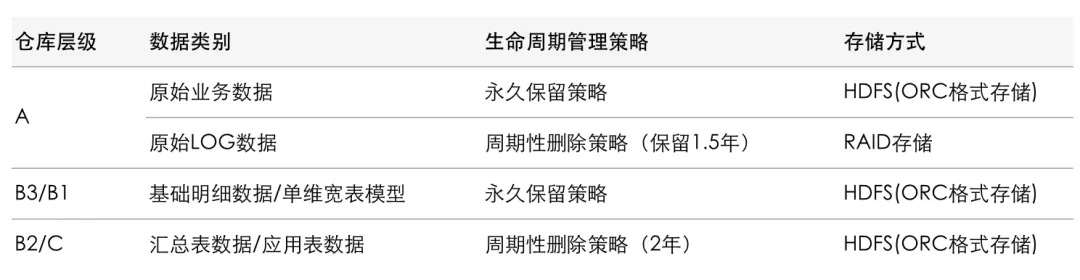 仓库层级 数据类别 生命周期管理策略 存储方式
A 原始业务数据 永久保留策略 HDFS(ORC格式存储)
原始LOG数据 周期性删除策略（保留1.5年） RAID存储
B3/B1 基础明细数据/单维宽表模型 永久保留策略 HDFS(ORC格式存储)
B2/C 汇总表数据/应用表数据 周期性删除策略（2年） HDFS(ORC格式存储)